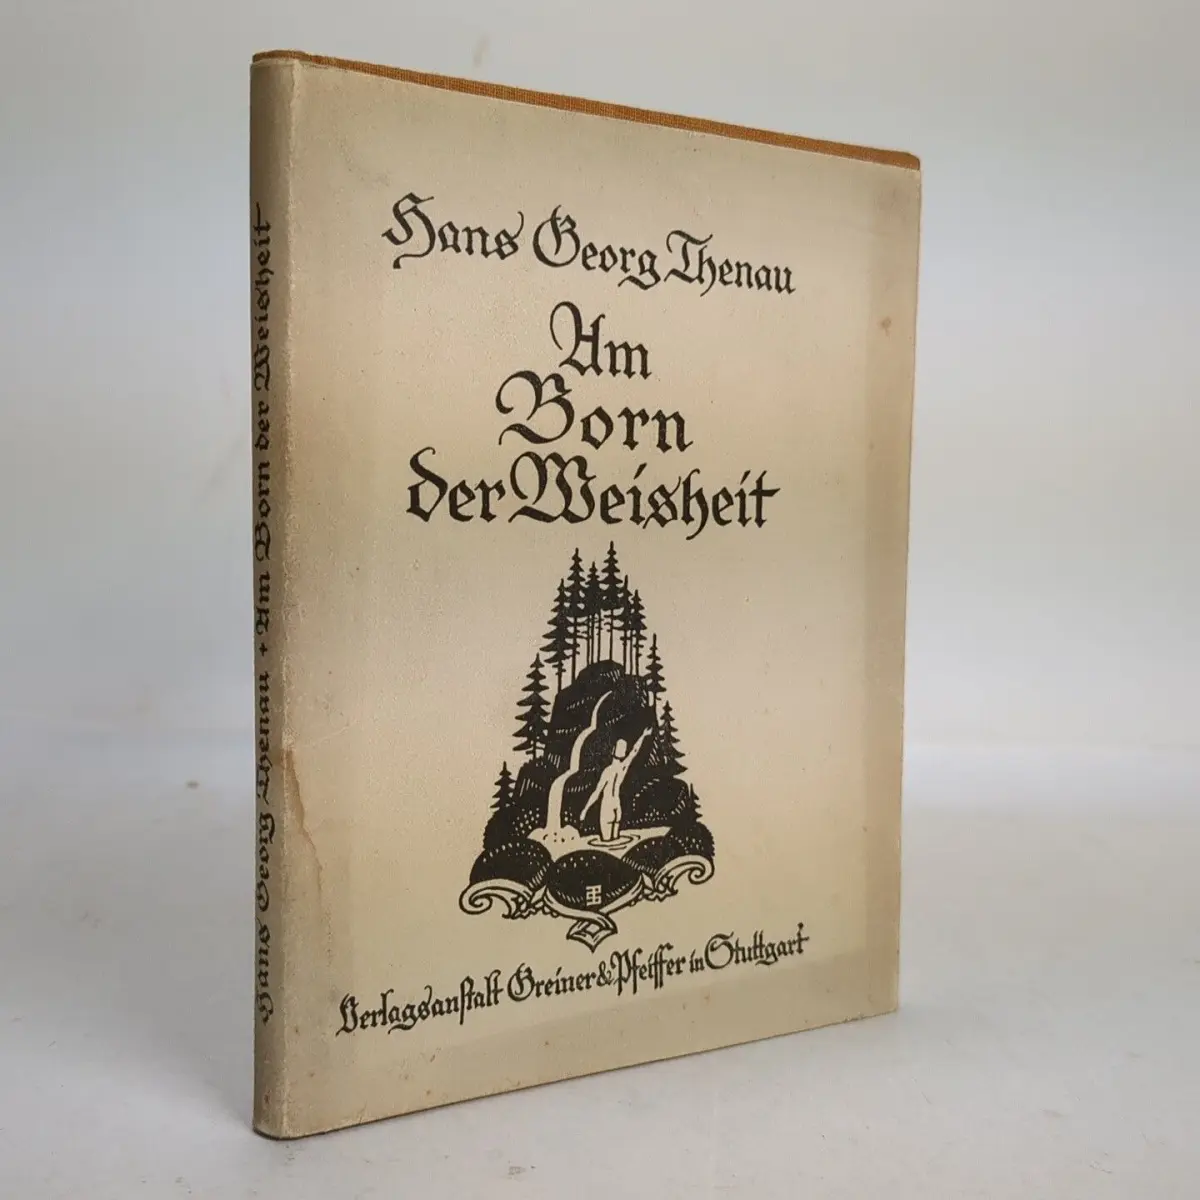 Hans Georg Thenau
Am
Born
der Weisheit
Verlagsanstalt Greiner & Pfeiffer in Stuttgart
Hans Georg Thenau + Am Born der Weisheit